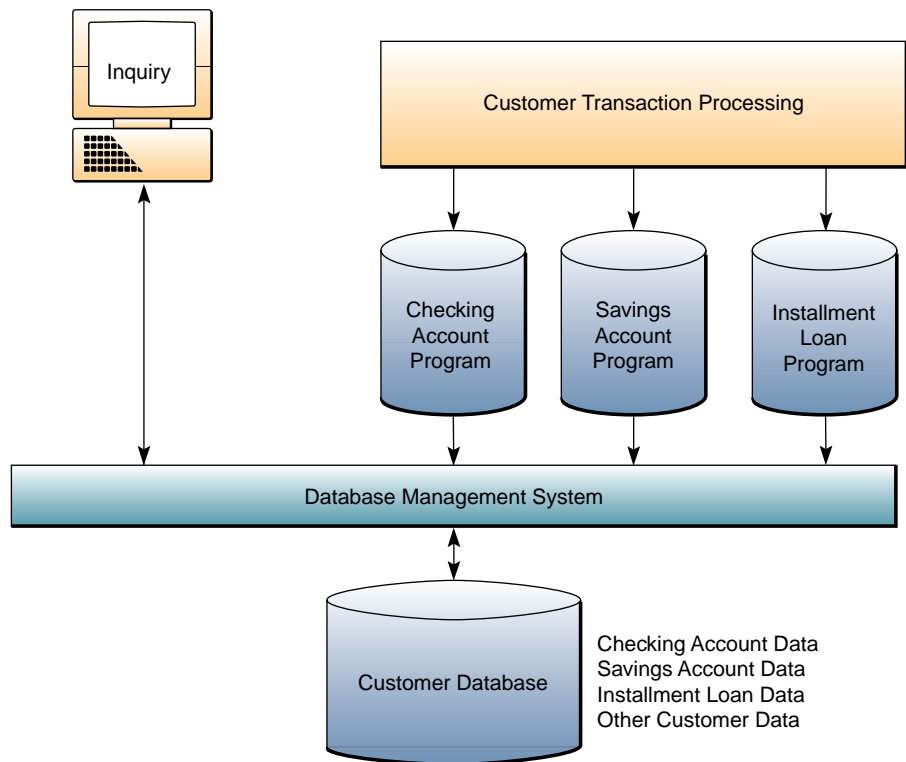 Inquiry
Customer Transaction Processing
Checking
Account
Program
Savings
Account
Program
Installment
Loan
Program
Database Management System
Customer Database
Checking Account Data
Savings Account Data
Installment Loan Data
Other Customer Data